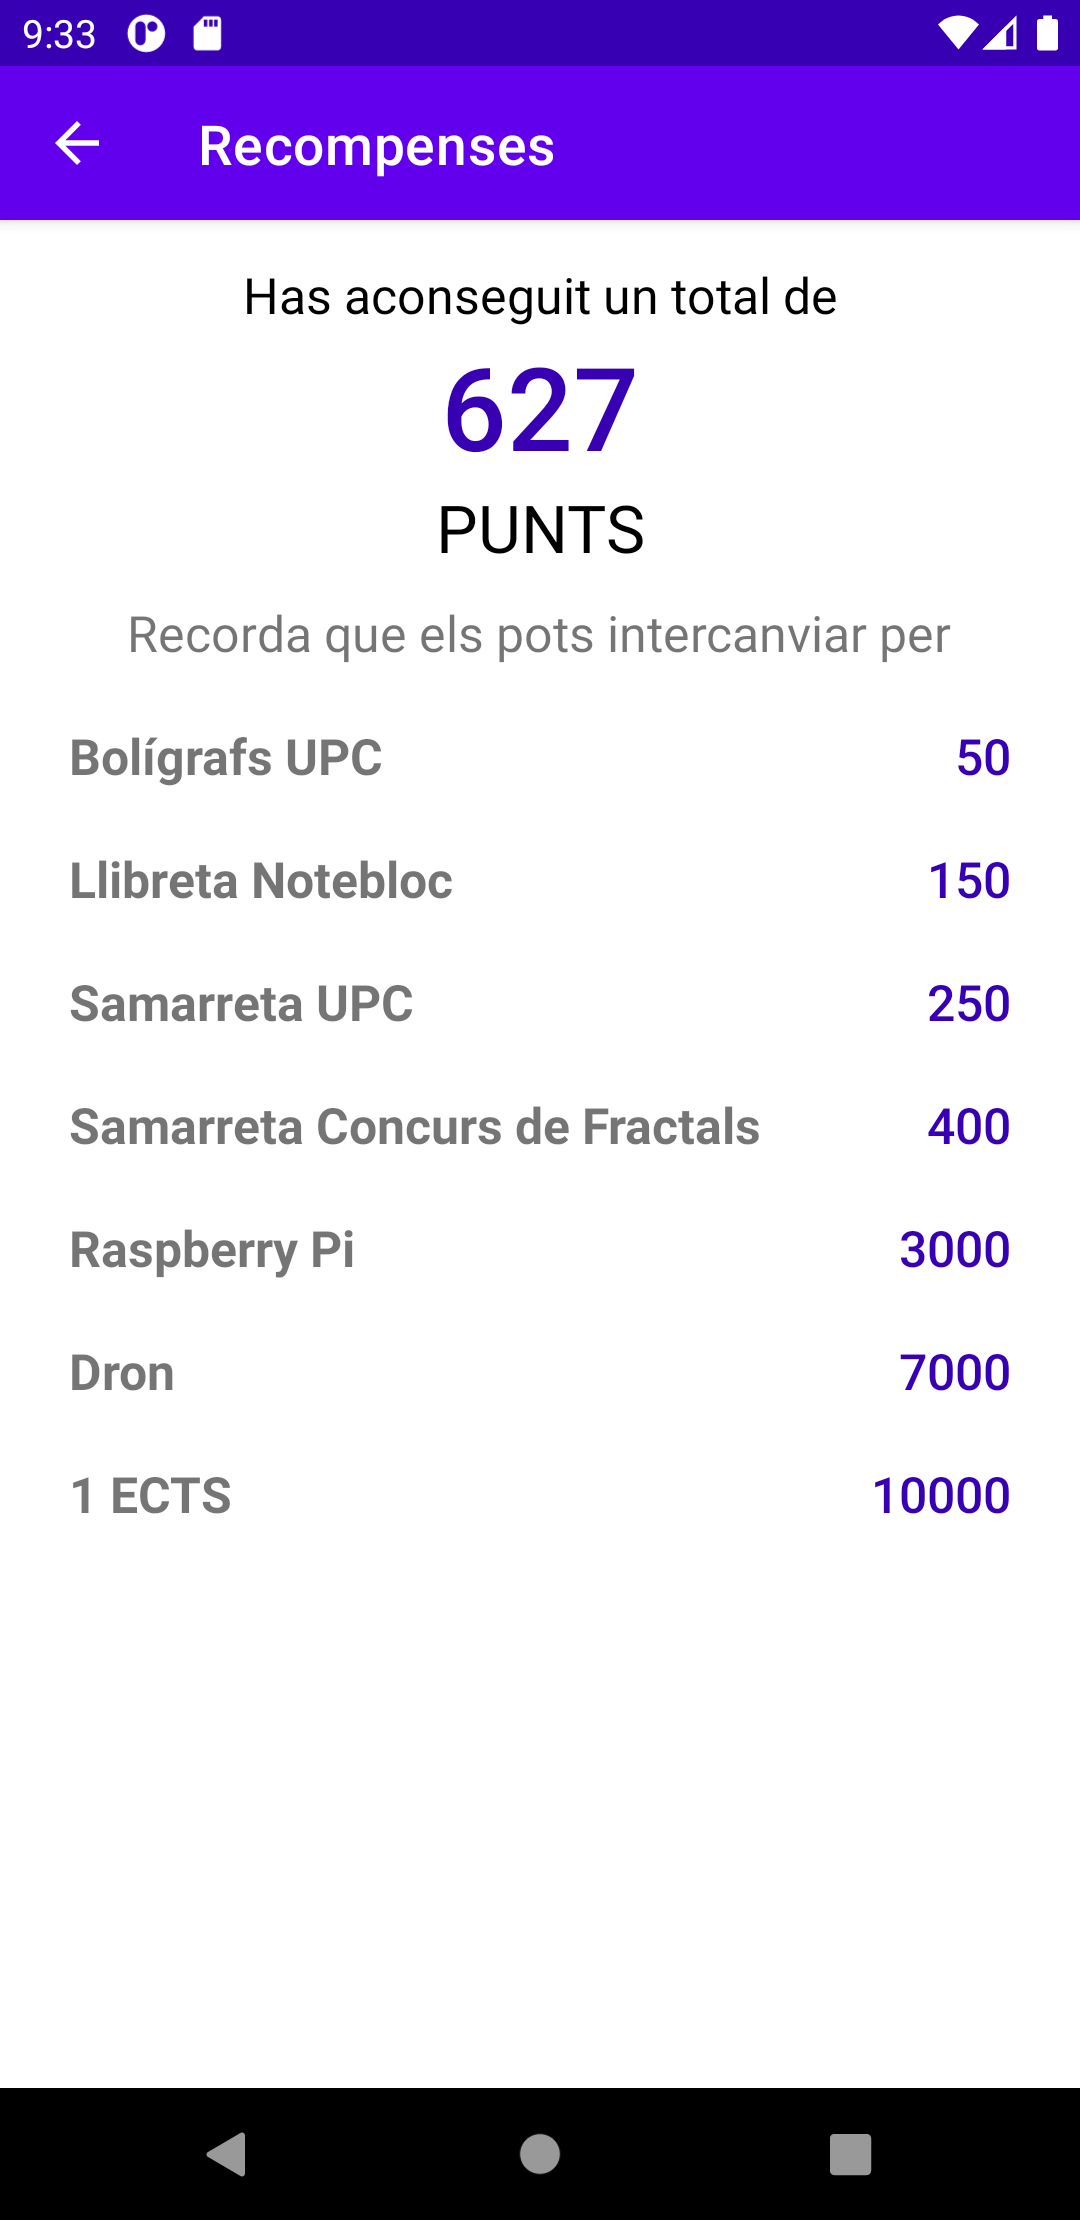 9:33
Recompenses
Has aconseguit un total de
627
PUNTS
Recorda que els pots intercanviar per
Bolígrafs UPC 50
Llibreta Notebloc 150
Samarreta UPC 250
Samarreta Concurs de Fractals 400
Raspberry Pi 3000
Dron 7000
1 ECTS 10000